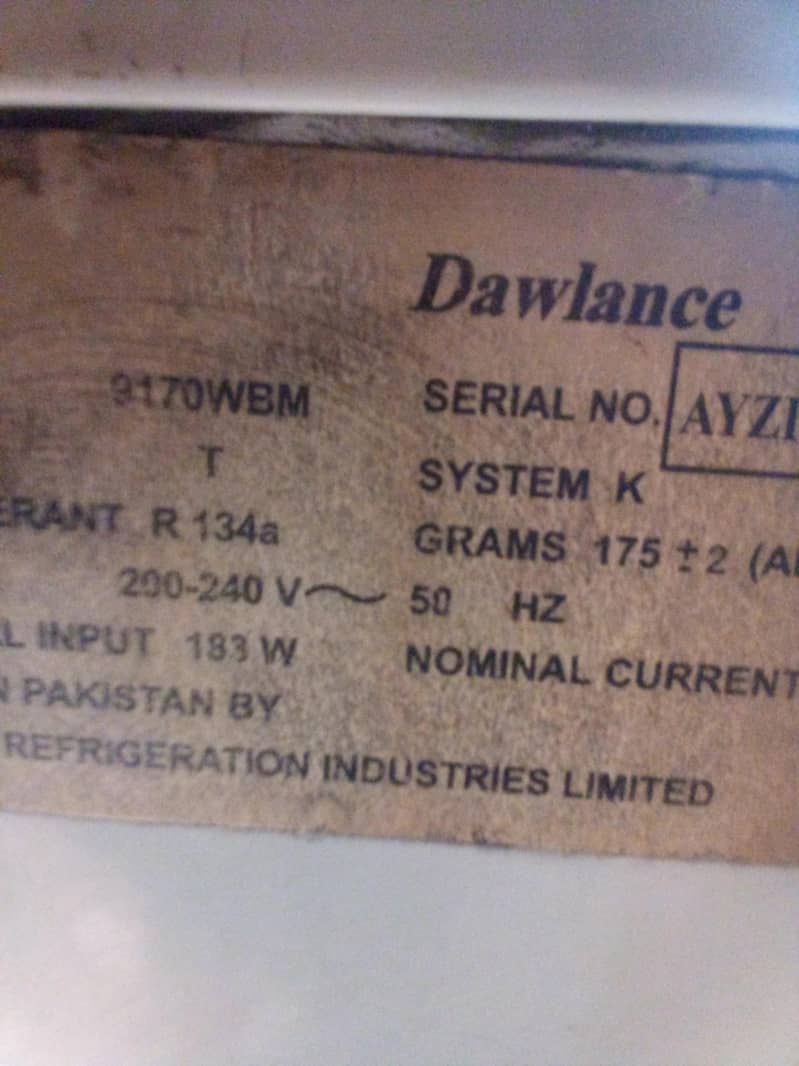 Dawlance
9170WBM SERIAL NO. AYZ
T SYSTEM K
ERANT R 134a GRAMS 175 ±2 (A
200-240 V~ 50 HZ
L INPUT 183 W NOMINAL CURRENT
PAKISTAN BY
REFRIGERATION INDUSTRIES LIMITED